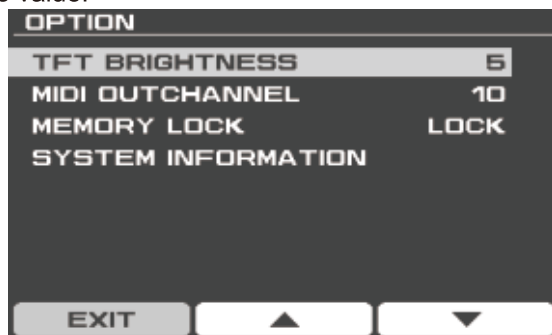 OPTION
TFT BRIGHTNESS 5
MIDI OUTCHANNEL 10
MEMORY LOCK LOCK
SYSTEM INFORMATION
EXIT ▲ ▼